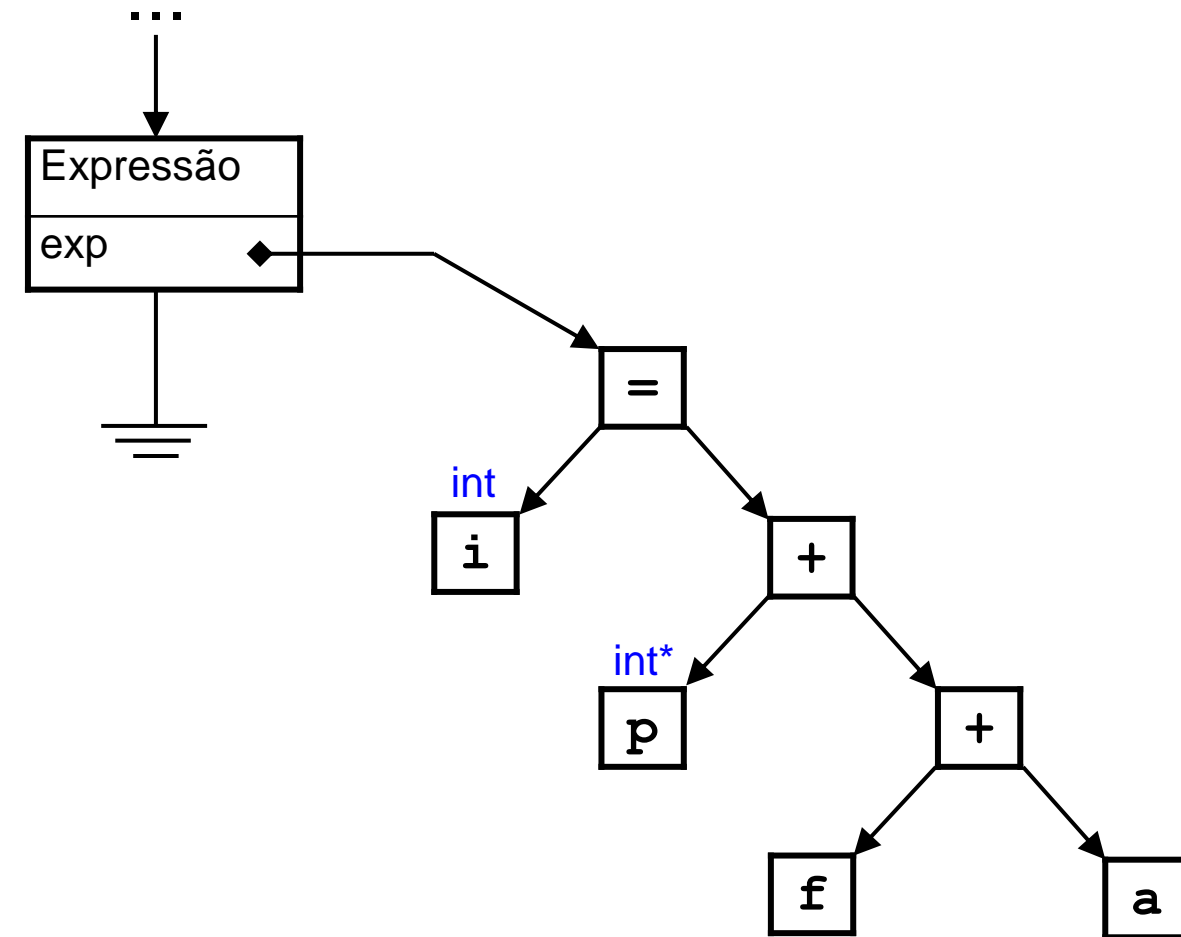 ...
Expressão
exp
=
int
i
+
int*
p
+
f
a